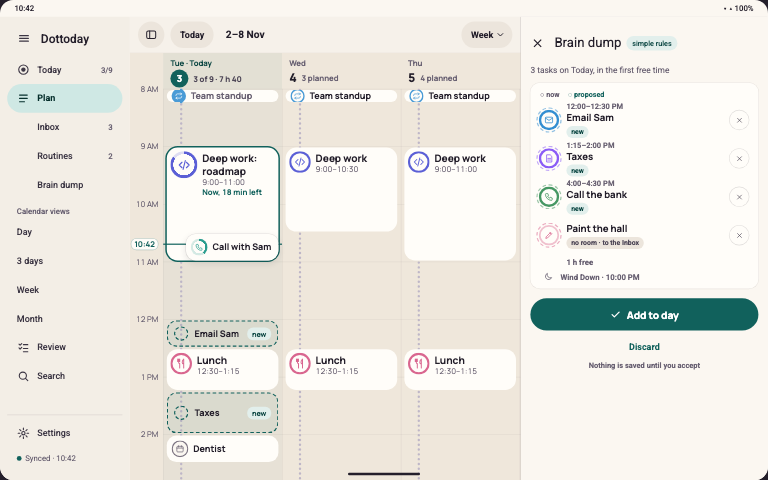 10:42
100%
Dottoday
Today 3/9
Plan
Inbox 3
Routines 2
Brain dump
Calendar views
Day
3 days
Week
Month
Review
Search
Settings
Synced · 10:42
Today
2–8 Nov
Week
Tue · Today
3 3 of 9 · 7 h 40
Wed
4 3 planned
Thu
5 4 planned
8 AM
9 AM
10 AM
10:42
11 AM
12 PM
1 PM
2 PM
Team standup
Deep work:
roadmap
9:00–11:00
Now, 18 min left
Call with Sam
Email Sam new
Lunch
12:30–1:15
Taxes new
Dentist
Team standup
Deep work
9:00–10:30
Lunch
12:30–1:15
Team standup
Deep work
9:00–11:00
Lunch
12:30–1:15
Brain dump simple rules
3 tasks on Today, in the first free time
now proposed
12:00–12:30 PM
Email Sam
new
1:15–2:00 PM
Taxes
new
4:00–4:30 PM
Call the bank
new
Paint the hall
no room · to the Inbox
1 h free
Wind Down · 10:00 PM
Add to day
Discard
Nothing is saved until you accept